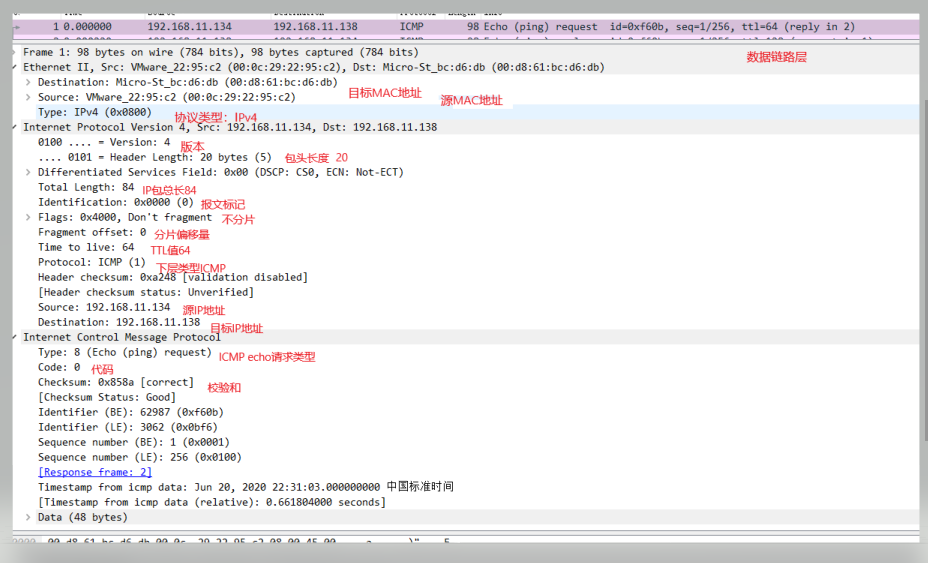 1 0.000000 192.168.11.134 192.168.11.138 ICMP 98 Echo (ping) request id=0xf60b, seq=1/256, ttl=64 (reply in 2)
Frame 1: 98 bytes on wire (784 bits), 98 bytes captured (784 bits)
数据链路层
Ethernet II, Src: VMware_22:95:c2 (00:0c:29:22:95:c2), Dst: Micro-St_bc:d6:db (00:d8:61:bc:d6:db)
Destination: Micro-St_bc:d6:db (00:d8:61:bc:d6:db) 目标MAC地址
Source: VMware_22:95:c2 (00:0c:29:22:95:c2) 源MAC地址
Type: IPv4 (0x0800) 协议类型：IPv4
Internet Protocol Version 4, Src: 192.168.11.134, Dst: 192.168.11.138
0100 .... = Version: 4 版本
.... 0101 = Header Length: 20 bytes (5) 包头长度 20
Differentiated Services Field: 0x00 (DSCP: CS0, ECN: Not-ECT)
Total Length: 84 IP包总长84
Identification: 0x0000 (0) 报文标记
Flags: 0x4000, Don't fragment 不分片
Fragment offset: 0 分片偏移量
Time to live: 64 TTL值64
Protocol: ICMP (1) 下层类型ICMP
Header checksum: 0xa248 [validation disabled]
[Header checksum status: Unverified]
Source: 192.168.11.134 源IP地址
Destination: 192.168.11.138 目标IP地址
Internet Control Message Protocol
Type: 8 (Echo (ping) request) ICMP echo请求类型
Code: 0 代码
Checksum: 0x858a [correct] 校验和
[Checksum Status: Good]
Identifier (BE): 62987 (0xf60b)
Identifier (LE): 3062 (0x0bf6)
Sequence number (BE): 1 (0x0001)
Sequence number (LE): 256 (0x0100)
[Response frame: 2]
Timestamp from icmp data: Jun 20, 2020 22:31:03.000000000 中国标准时间
[Timestamp from icmp data (relative): 0.661804000 seconds]
Data (48 bytes)